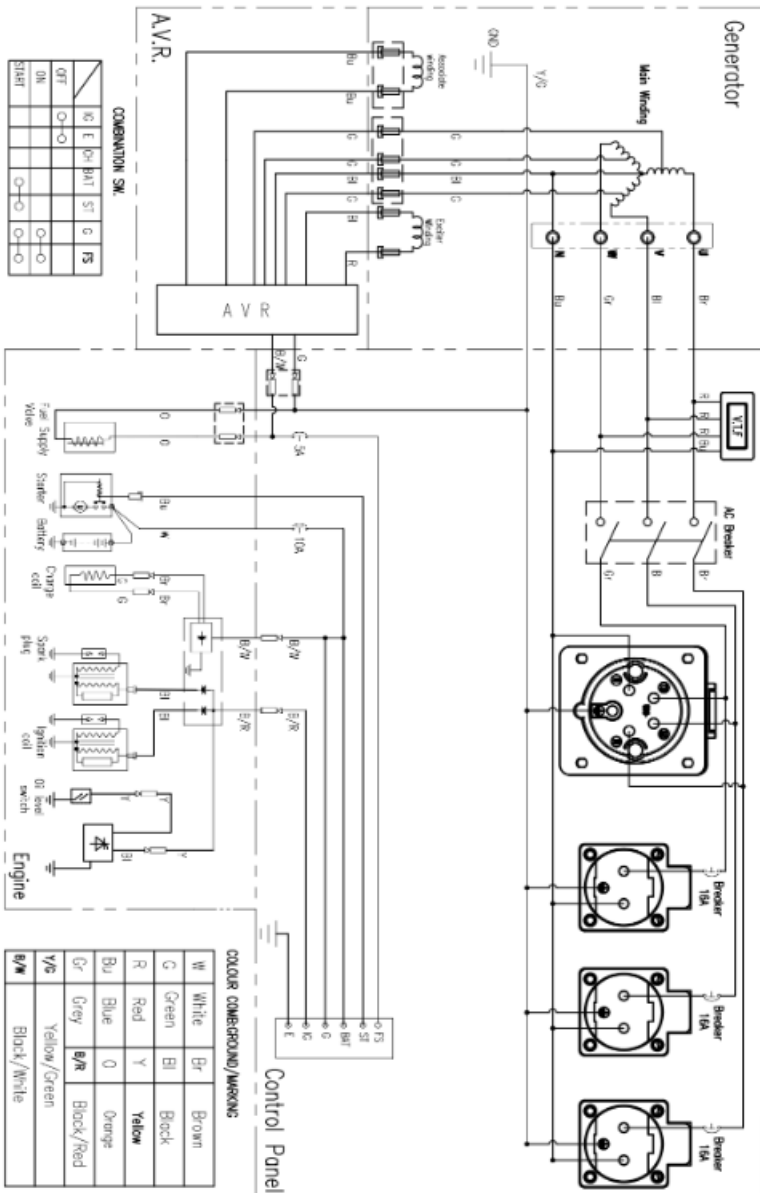 Generator
Main Winding
GND
Y/G
U
V
W
N
Br
Bl
Gr
Bu
V.T.F
R
R
R
Bu
AC Breaker
Br
B
Gr
Breaker
16A
Breaker
16A
Breaker
16A
A.V.R.
Associate
winding
Exciter
Winding
Bu
Bu
G
G
Bl
G
G
G
Bl
G
Bl
R
A V R
B/W
G
5A
10A
COMBINATION SW.
IG E CH BAT ST G FS
OFF
ON
START
Fuel Supply
Valve
O
O
Starter
Battery
Bu
W
Charge
coil
G
G
Br
Br
Spark
plug
Ignition
coil
Bl
Bl
B/W
B/W
B/R
B/R
Oil level
switch
Y
Y
Bl
Y
Engine
Control Panel
FS
ST
BAT
G
IG
E
COLOUR COMB:GROUND/MARKING
W White Br Brown
G Green Bl Black
R Red Y Yellow
Bu Blue O Orange
Gr Grey B/R Black/Red
Y/G Yellow/Green
B/W Black/White